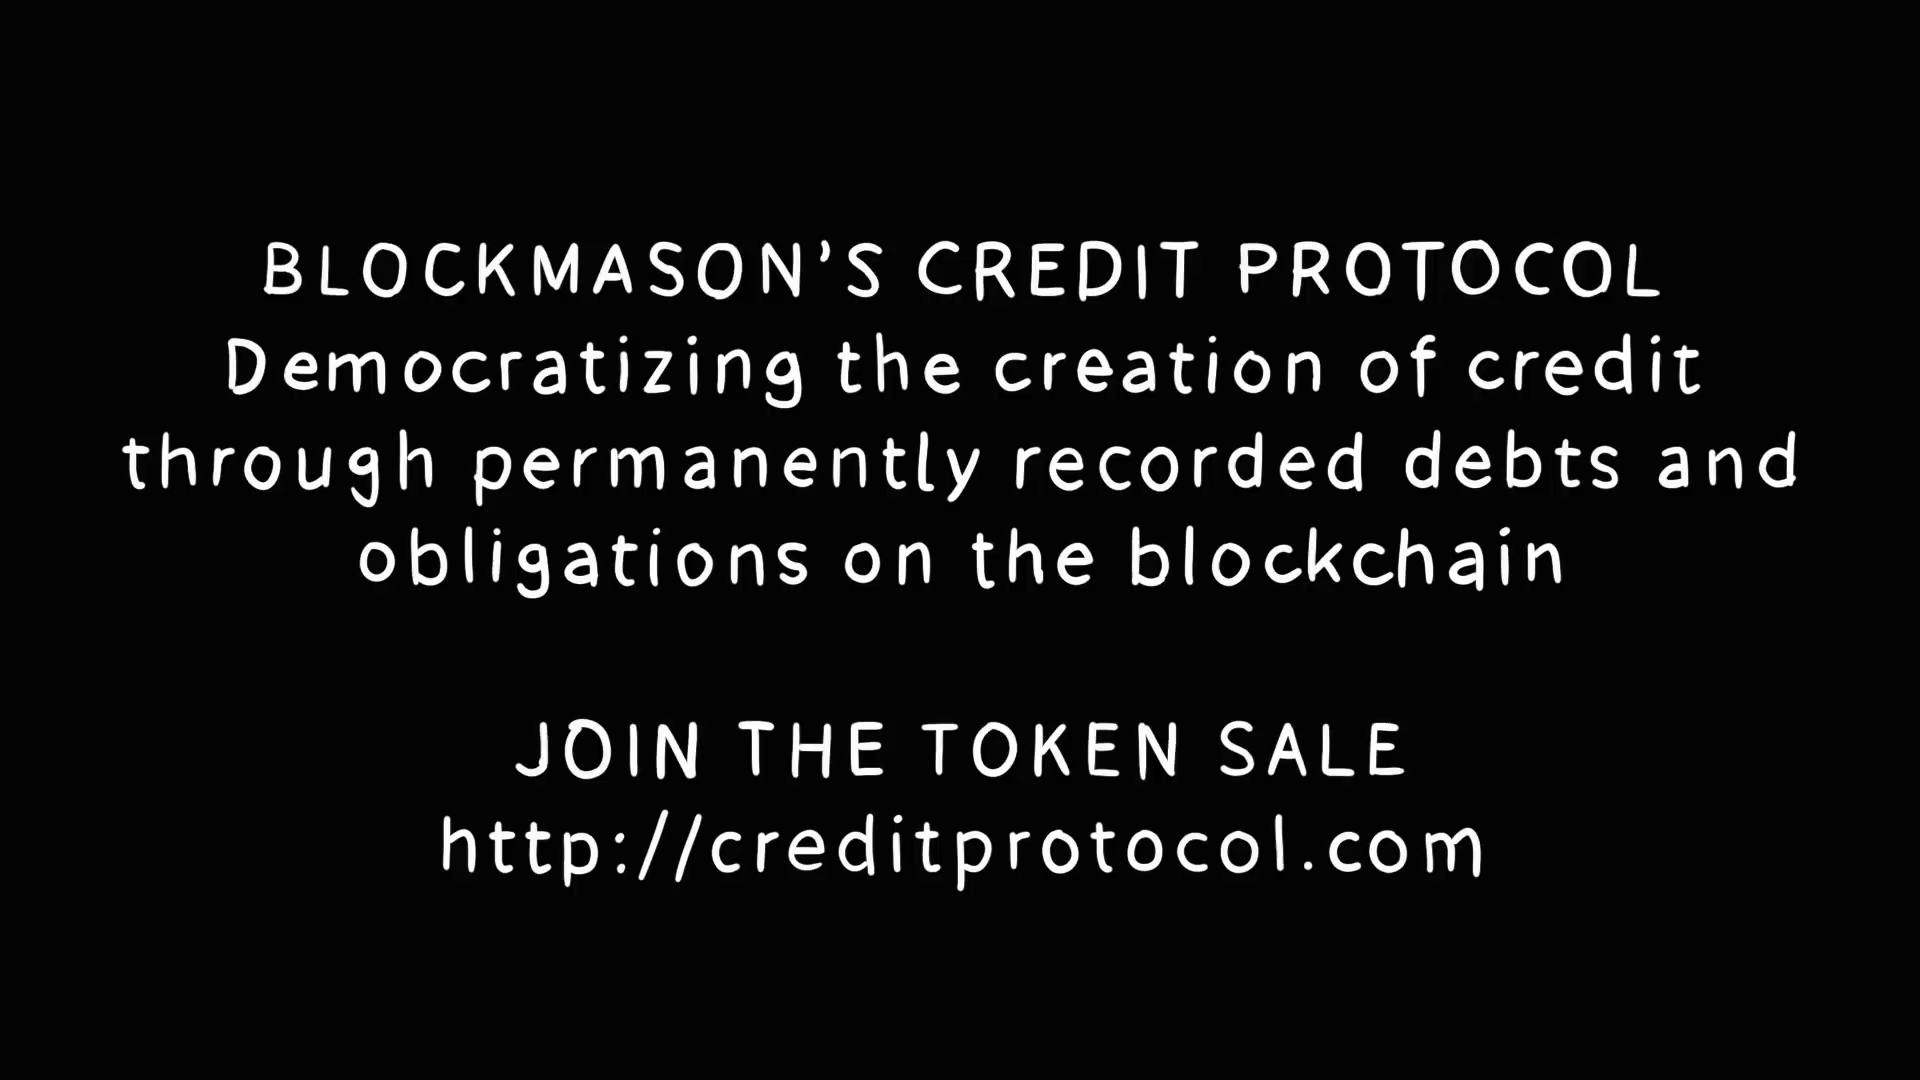 BLOCKMASON’S CREDIT PROTOCOL
Democratizing the creation of credit
through permanently recorded debts and
obligations on the blockchain
JOIN THE TOKEN SALE
http://creditprotocol.com